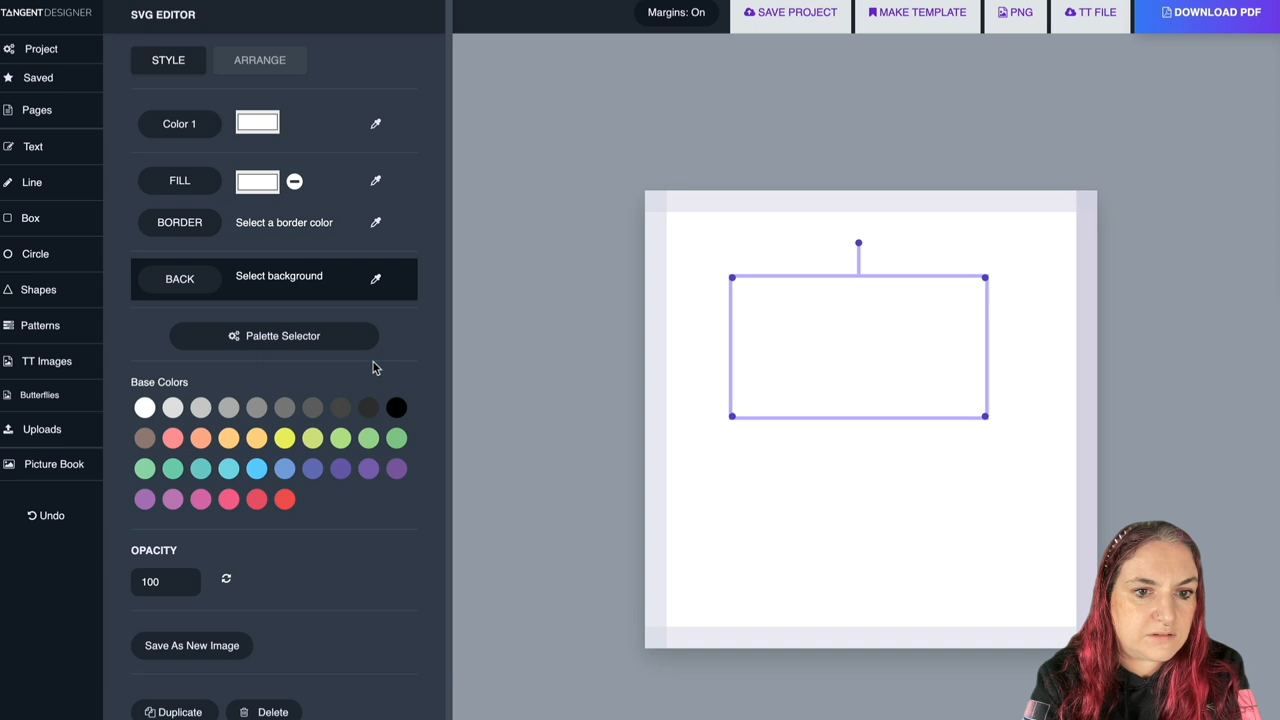 TANGENTDESIGNER
SVG EDITOR
Margins: On
SAVE PROJECT
MAKE TEMPLATE
PNG
TT FILE
DOWNLOAD PDF
Project
Saved
Pages
Text
Line
Box
Circle
Shapes
Patterns
TT Images
Butterflies
Uploads
Picture Book
Undo
STYLE
ARRANGE
Color 1
FILL
BORDER
Select a border color
BACK
Select background
Palette Selector
Base Colors
OPACITY
100
Save As New Image
Duplicate
Delete